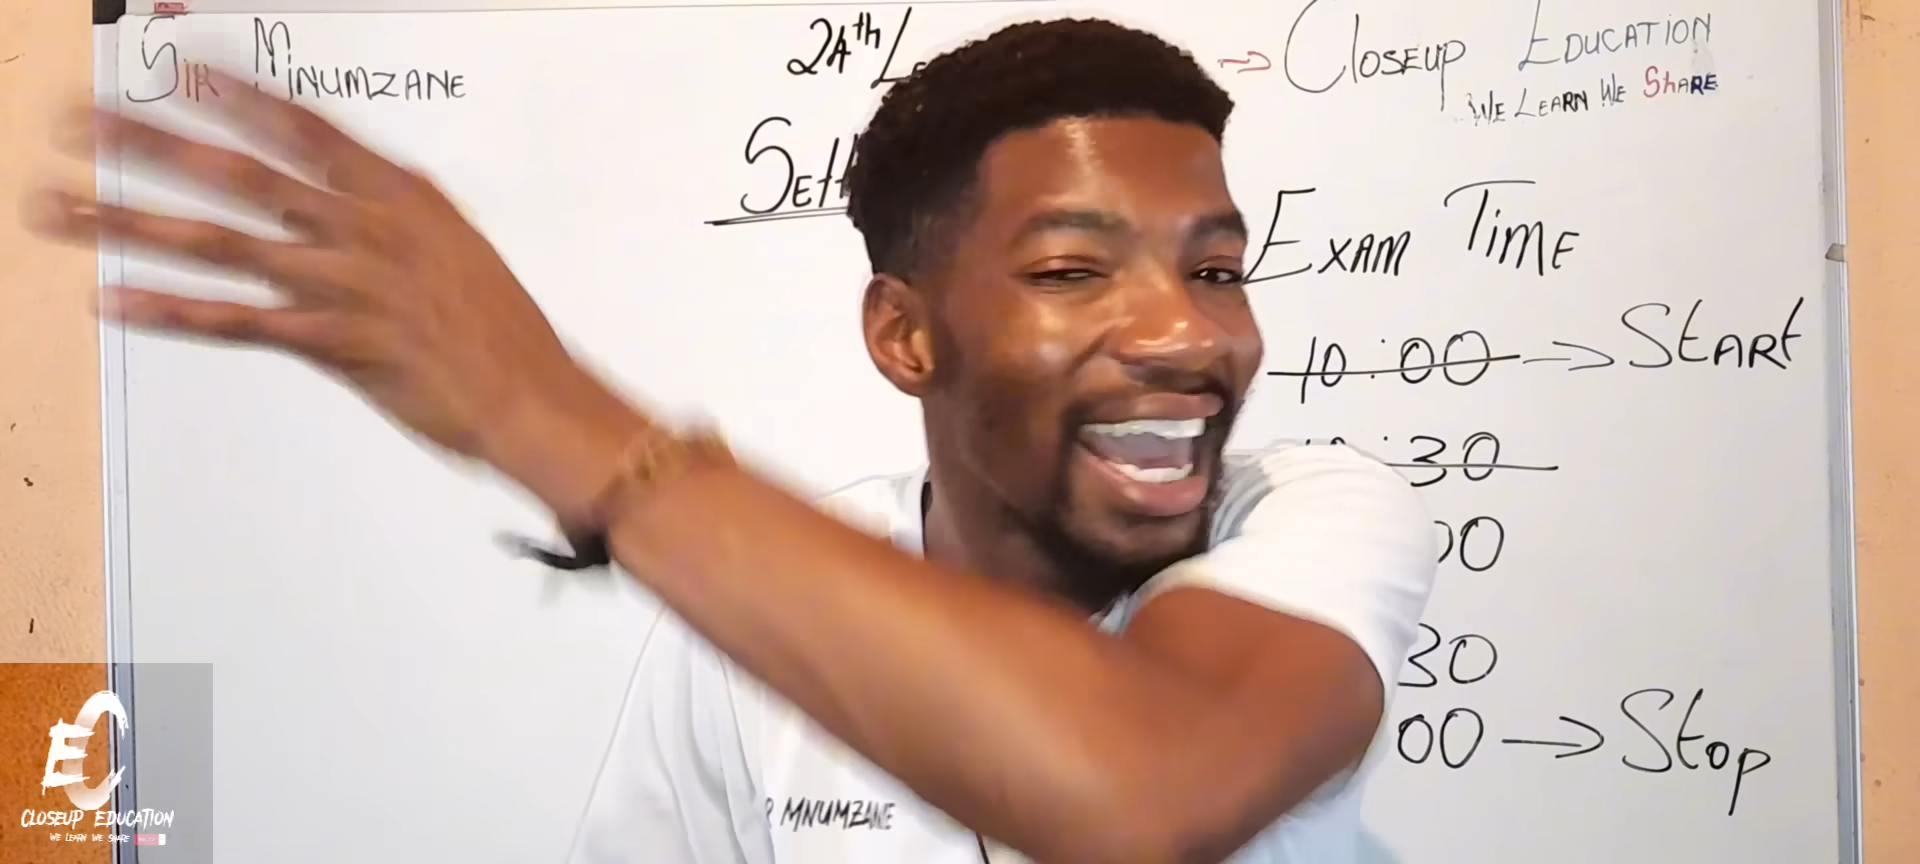 Sir Mnumzane
24th
→ Closeup Education
We Learn We Share
Exam Time
10:00 → Start
:30
00
30
00 → Stop
Mnumzane
EC
Closeup Education
We Learn We Share